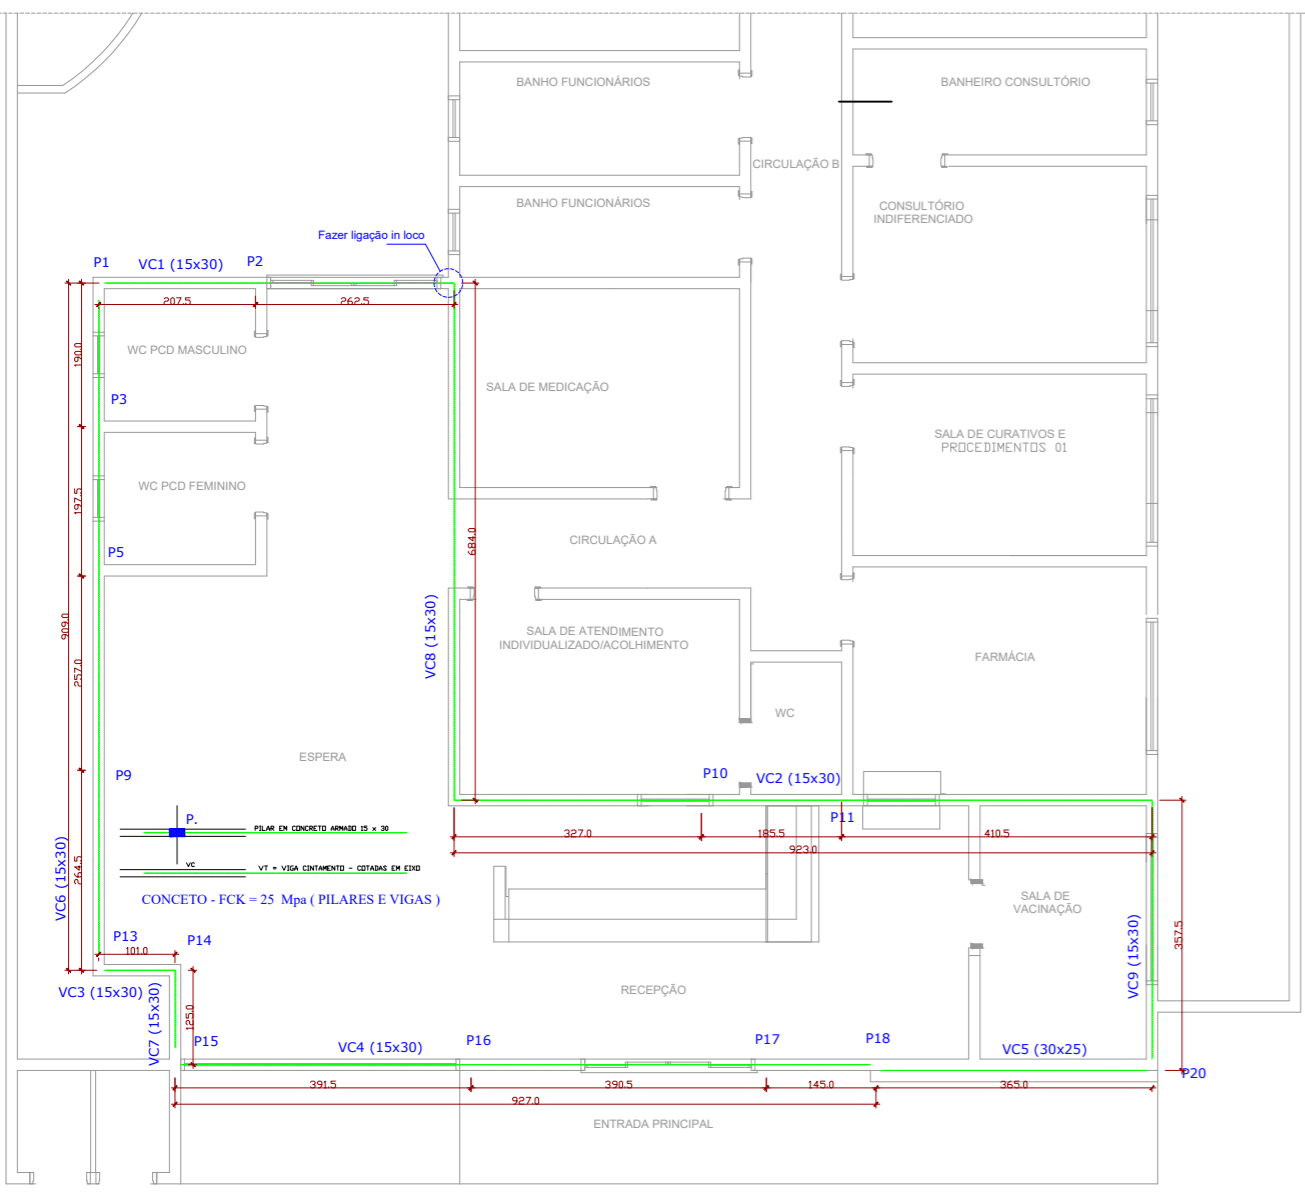 BANHO FUNCIONÁRIOS
BANHEIRO CONSULTÓRIO
CIRCULAÇÃO B
BANHO FUNCIONÁRIOS
CONSULTÓRIO
INDIFERENCIADO
Fazer ligação in loco
P1
VC1 (15x30)
P2
207.5
262.5
WC PCD MASCULINO
190.0
SALA DE MEDICAÇÃO
P3
SALA DE CURATIVOS E
PROCEDIMENTOS 01
WC PCD FEMININO
197.5
684.0
CIRCULAÇÃO A
P5
909.0
VC8 (15x30)
SALA DE ATENDIMENTO
INDIVIDUALIZADO/ACOLHIMENTO
FARMÁCIA
257.0
WC
ESPERA
P9
P10
VC2 (15x30)
P.
PILAR EM CONCRETO ARMADO 15 x 30
P11
327.0
185.5
410.5
923.0
VC
VT = VIGA CINTAMENTO - COTADAS EM EIXO
VC6 (15x30)
264.5
CONCETO - FCK = 25 Mpa ( PILARES E VIGAS )
SALA DE
VACINAÇÃO
P13
P14
101.0
357.5
VC9 (15x30)
VC3 (15x30)
RECEPÇÃO
VC7 (15x30)
125.0
P15
VC4 (15x30)
P16
P17
P18
VC5 (30x25)
P20
391.5
390.5
145.0
365.0
927.0
ENTRADA PRINCIPAL